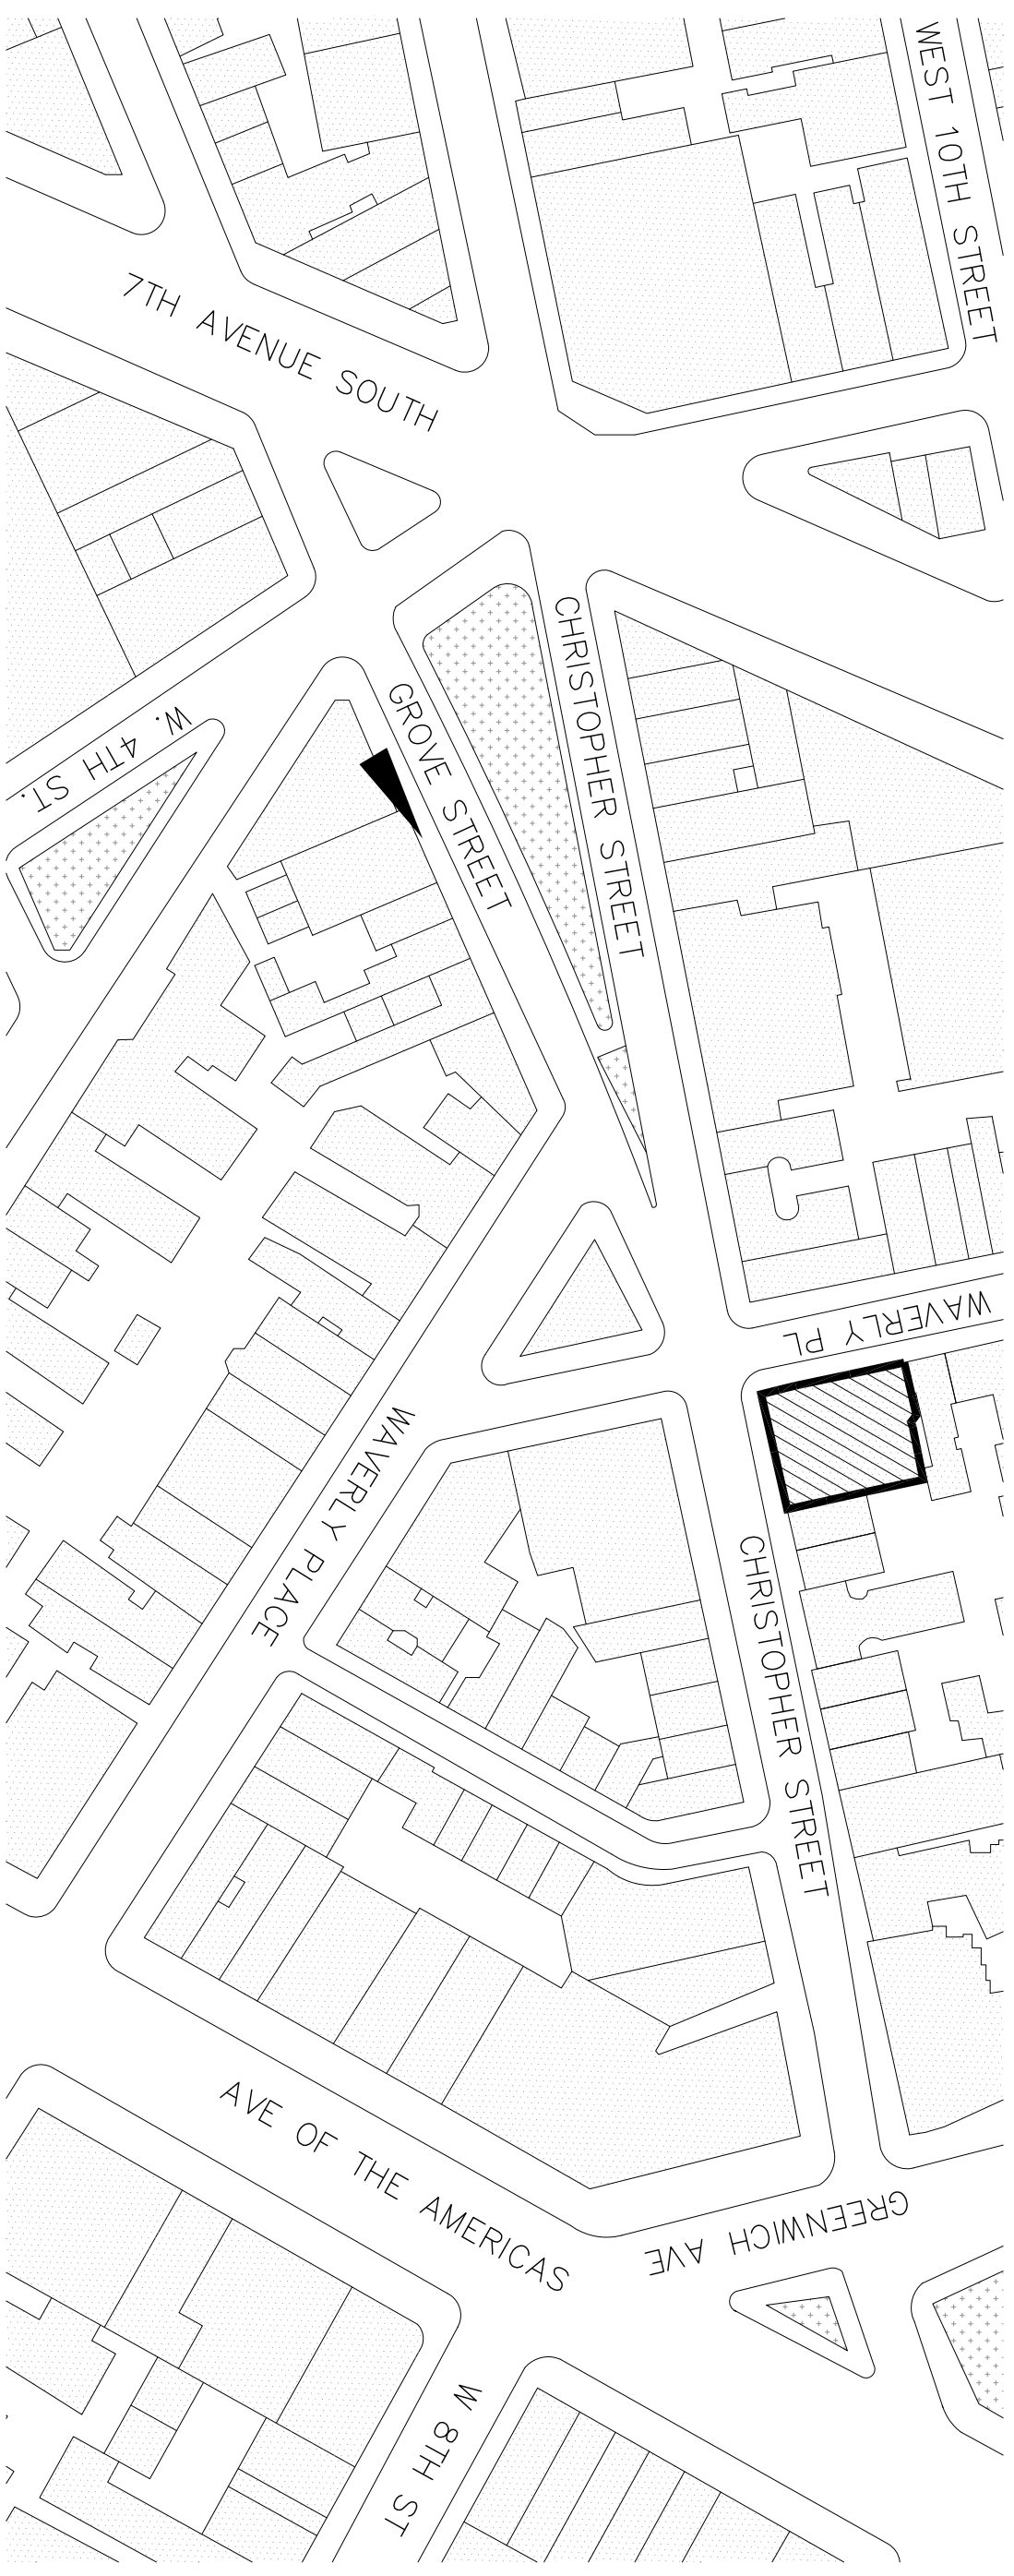 WEST 10TH STREET
7TH AVENUE SOUTH
CHRISTOPHER STREET
GROVE STREET
W. 4TH ST.
WAVERLY PL
WAVERLY PLACE
CHRISTOPHER STREET
AVE OF THE AMERICAS
GREENWICH AVE
W 8TH ST